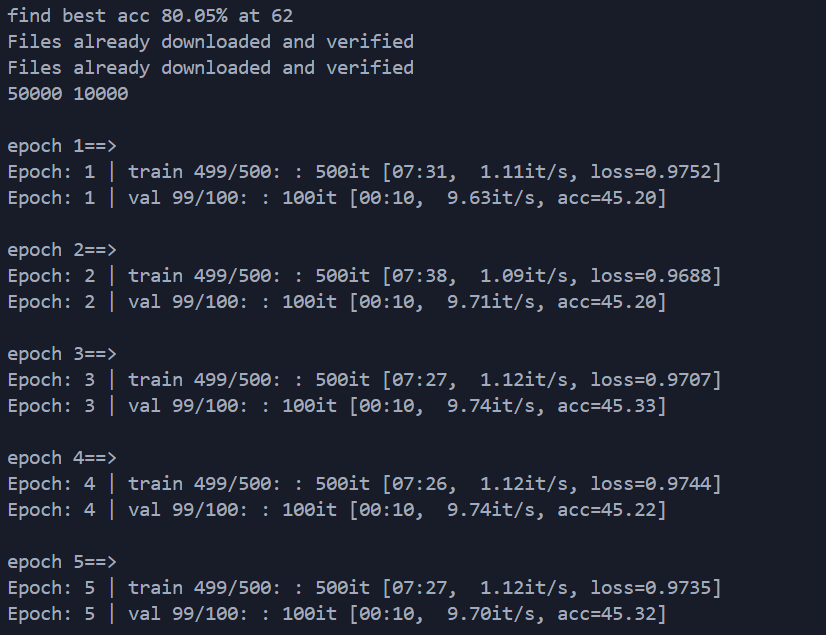 find best acc 80.05% at 62
Files already downloaded and verified
Files already downloaded and verified
50000 10000
epoch 1==>
Epoch: 1 | train 499/500: : 500it [07:31,  1.11it/s, loss=0.9752]
Epoch: 1 | val 99/100: : 100it [00:10,  9.63it/s, acc=45.20]
epoch 2==>
Epoch: 2 | train 499/500: : 500it [07:38,  1.09it/s, loss=0.9688]
Epoch: 2 | val 99/100: : 100it [00:10,  9.71it/s, acc=45.20]
epoch 3==>
Epoch: 3 | train 499/500: : 500it [07:27,  1.12it/s, loss=0.9707]
Epoch: 3 | val 99/100: : 100it [00:10,  9.74it/s, acc=45.33]
epoch 4==>
Epoch: 4 | train 499/500: : 500it [07:26,  1.12it/s, loss=0.9744]
Epoch: 4 | val 99/100: : 100it [00:10,  9.74it/s, acc=45.22]
epoch 5==>
Epoch: 5 | train 499/500: : 500it [07:27,  1.12it/s, loss=0.9735]
Epoch: 5 | val 99/100: : 100it [00:10,  9.70it/s, acc=45.32]